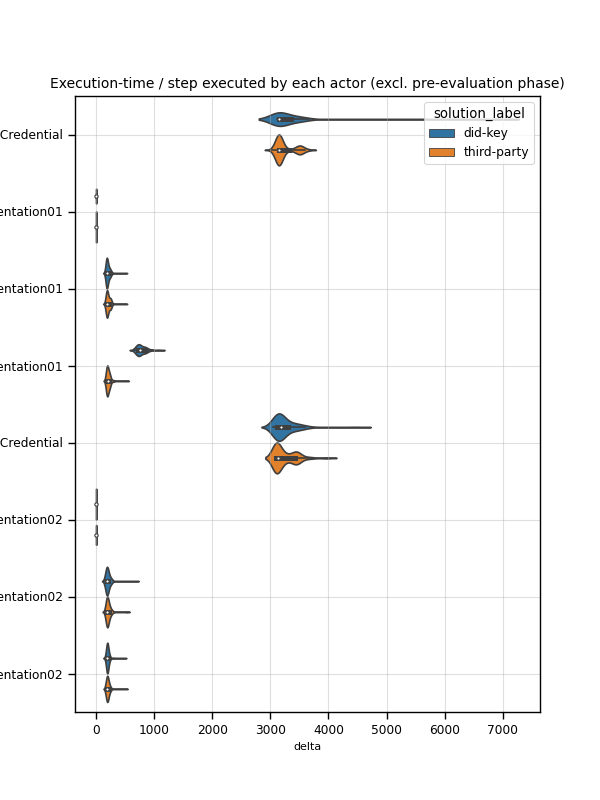 Execution-time / step executed by each actor (excl. pre-evaluation phase)
solution_label
did-key
third-party
Credential
entation01
entation01
entation01
Credential
entation02
entation02
entation02
0 1000 2000 3000 4000 5000 6000 7000
delta